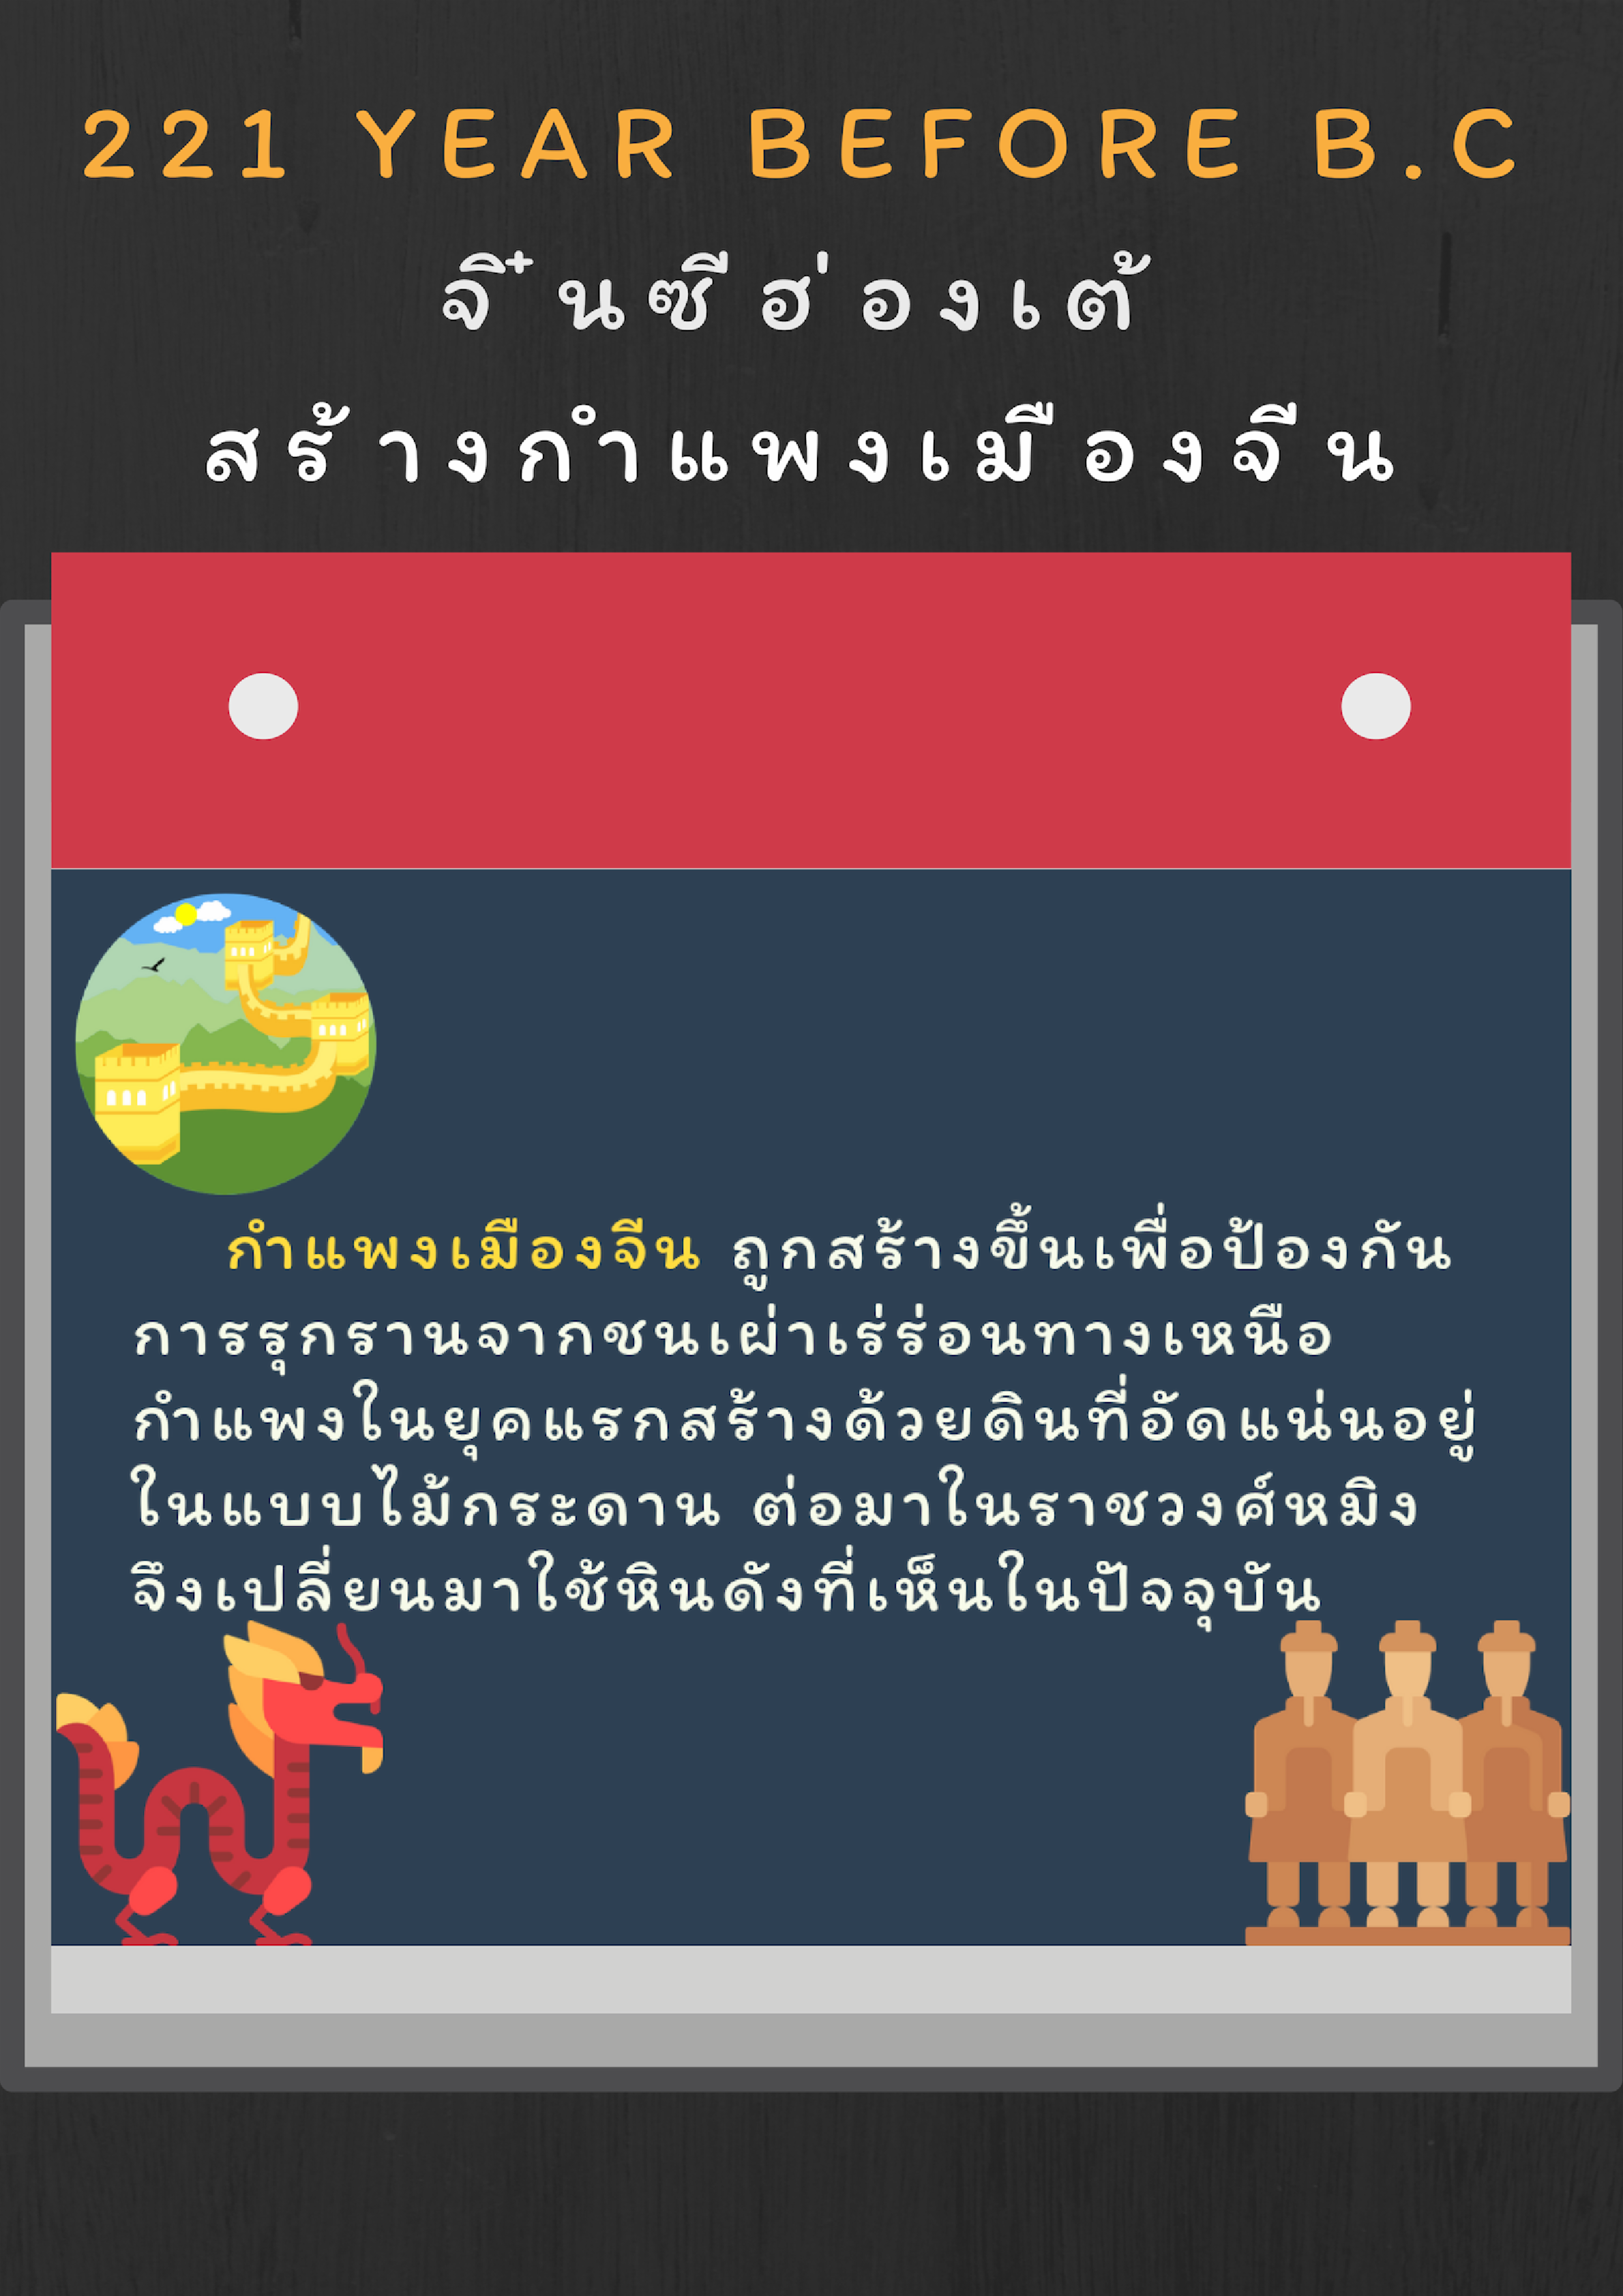 221 YEAR BEFORE B.C
จิ๋นซีฮ่องเต้
สร้างกำแพงเมืองจีน
กำแพงเมืองจีน ถูกสร้างขึ้นเพื่อป้องกัน
การรุกรานจากชนเผ่าเร่ร่อนทางเหนือ
กำแพงในยุคแรกสร้างด้วยดินที่อัดแน่นอยู่
ในแบบไม้กระดาน ต่อมาในราชวงศ์หมิง
จึงเปลี่ยนมาใช้หินดังที่เห็นในปัจจุบัน